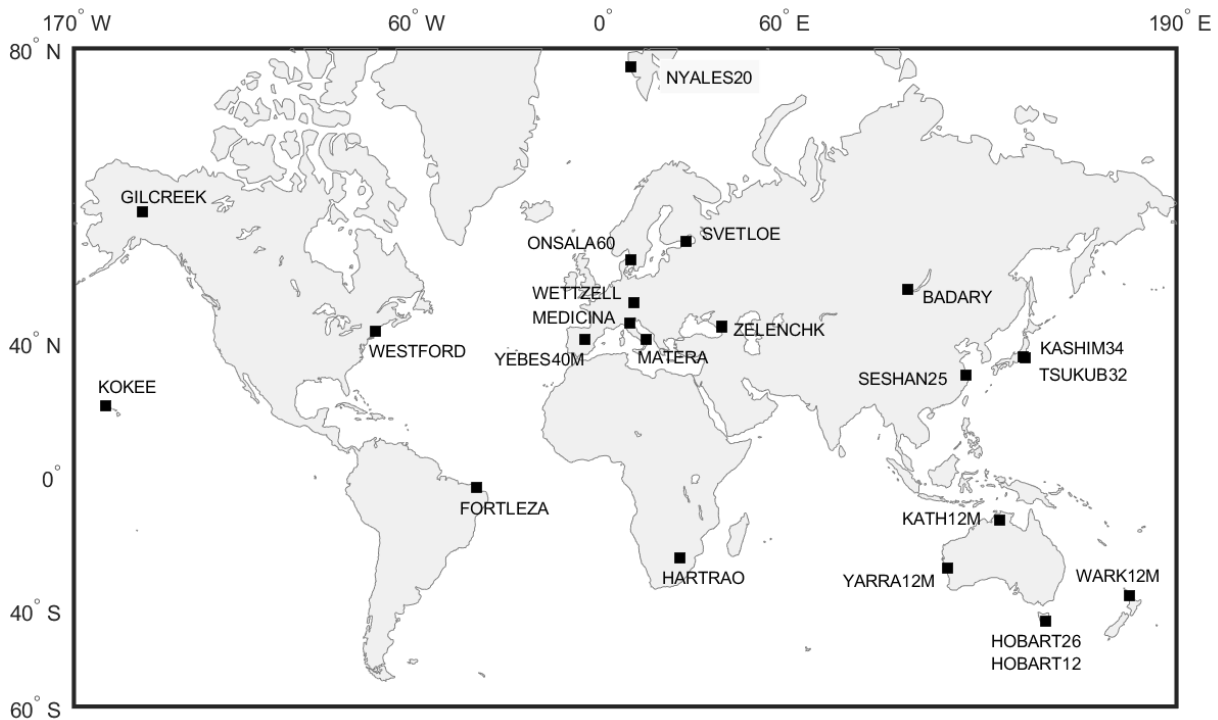 170° W 60° W 0° 60° E 190° E
80° N
NYALES20
GILCREEK
SVETLOE
ONSALA60
WETTZELL
BADARY
MEDICINA
ZELENCHK
40° N
WESTFORD
YEBES40M
MATERA
KASHIM34
TSUKUB32
SESHAN25
KOKEE
0°
FORTLEZA
KATH12M
HARTRAO
YARRA12M
WARK12M
40° S
HOBART26
HOBART12
60° S